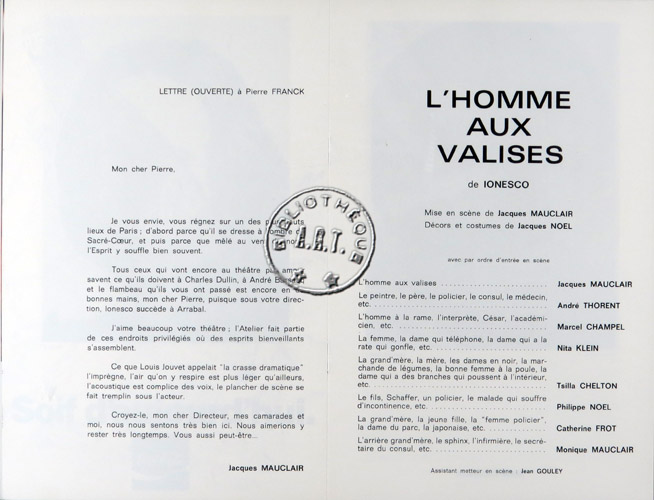 LETTRE (OUVERTE) à Pierre FRANCK
Mon cher Pierre,
Je vous envie, vous régnez sur un des plus hauts
lieux de Paris ; d'abord parce qu'il se dresse à l'ombre du
Sacré-Cœur, et puis parce que mêlé au vent
l'Esprit y souffle bien souvent.
Tous ceux qui vont encore au théâtre par
savent ce qu'ils doivent à Charles Dullin, à André
et le flambeau qu'ils vous ont passé est encore en de
bonnes mains, mon cher Pierre, puisque sous votre direc-
tion, Ionesco succède à Arrabal.
J'aime beaucoup votre théâtre ; l'Atelier fait partie
de ces endroits privilégiés où des esprits bienveillants
s'assemblent.
Ce que Louis Jouvet appelait "la crasse dramatique"
l'imprègne, l'air qu'on y respire est plus léger qu'ailleurs,
l'acoustique est complice des voix, le plancher de scène se
fait tremplin sous l'acteur.
Croyez-le, mon cher Directeur, mes camarades et
moi, nous nous sentons très bien ici. Nous aimerions y
rester très longtemps. Vous aussi peut-être...
Jacques MAUCLAIR
BIBLIOTHÈQUE
A.R.T.
L'HOMME
AUX
VALISES
de IONESCO
Mise en scène de Jacques MAUCLAIR
Décors et costumes de Jacques NOEL
avec par ordre d'entrée en scène
L'homme aux valises Jacques MAUCLAIR
Le peintre, le père, le policier, le consul, le médecin,
etc. André THORENT
L'homme à la rame, l'interprète, César, l'académi-
cien, etc. Marcel CHAMPEL
La femme, la dame qui téléphone, la dame qui a la
rate qui gonfle, etc. Nita KLEIN
La grand'mère, la mère, les dames en noir, la mar-
chande de légumes, la bonne femme à la poule, la
dame qui a des branches qui poussent à l'intérieur,
etc. Tsilla CHELTON
Le fils, Schaffer, un policier, le malade qui souffre
d'incontinence, etc. Philippe NOEL
La grand'mère, la jeune fille, la "femme policier",
la dame du parc, la japonaise, etc. Catherine FROT
L'arrière grand'mère, le sphinx, l'infirmière, le secré-
taire du consul, etc. Monique MAUCLAIR
Assistant metteur en scène : Jean GOULEY